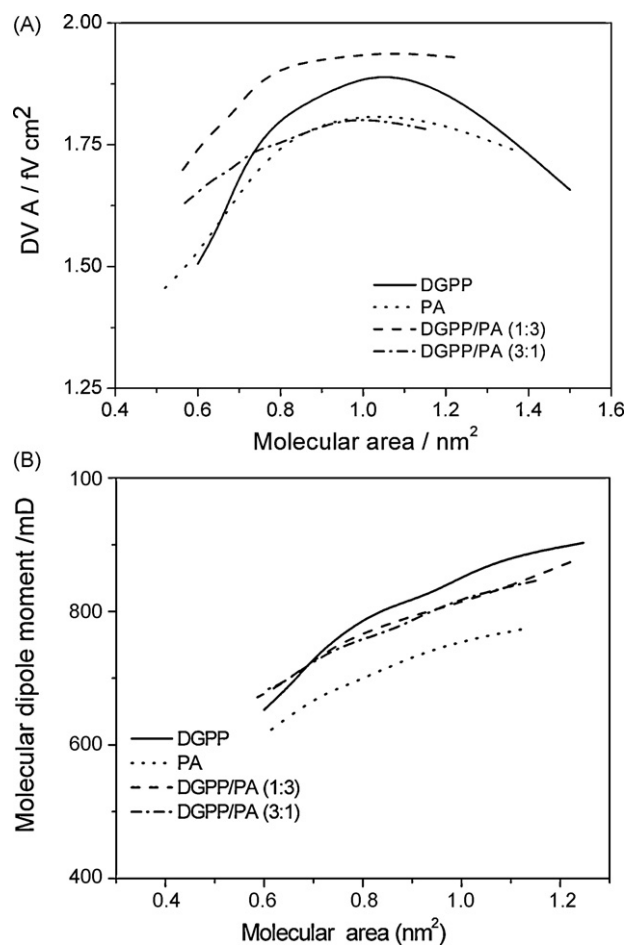 (A)
2.00
1.75
1.50
1.25
DV A / fV cm²
DGPP
PA
DGPP/PA (1:3)
DGPP/PA (3:1)
0.4 0.6 0.8 1.0 1.2 1.4 1.6
Molecular area / nm²
(B)
100
800
600
400
Molecular dipole moment /mD
DGPP
PA
DGPP/PA (1:3)
DGPP/PA (3:1)
0.4 0.6 0.8 1.0 1.2
Molecular area (nm²)